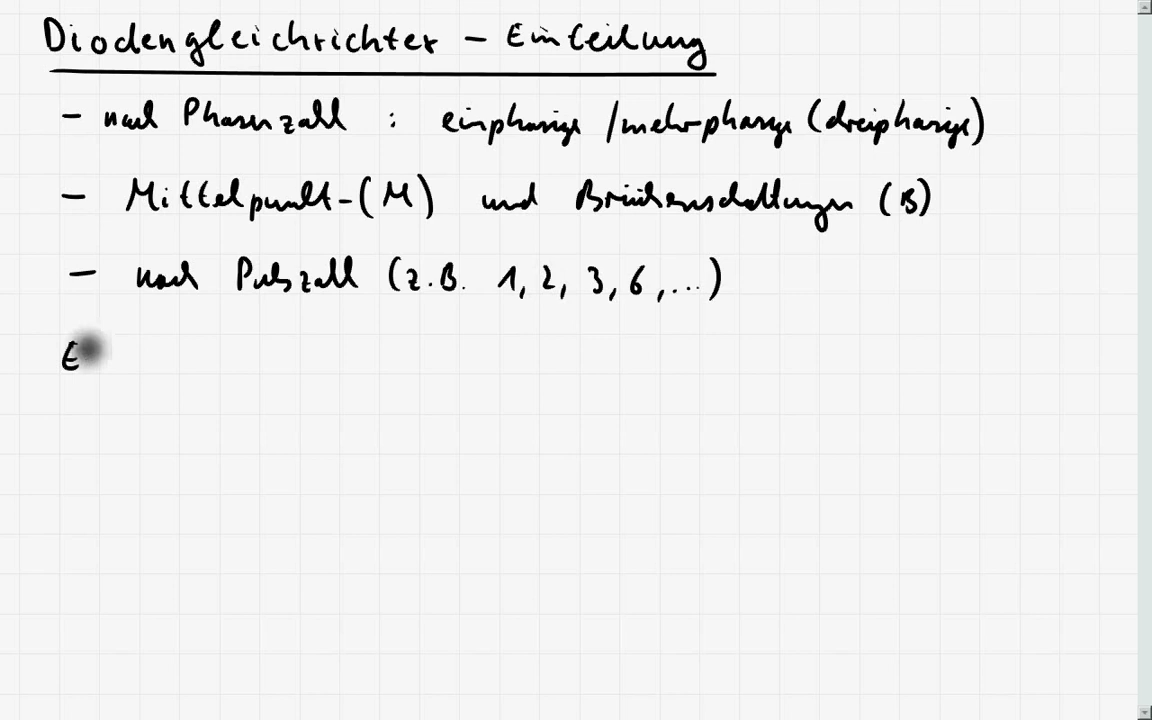 Diodengleichrichter - Einteilung
- nach Phasenzahl : einphasige /mehrphasige (dreiphasige)
- Mittelpunkt-(M) und Brückenschaltungen (B)
- nach Pulszahl (z.B. 1, 2, 3, 6, ...)
E